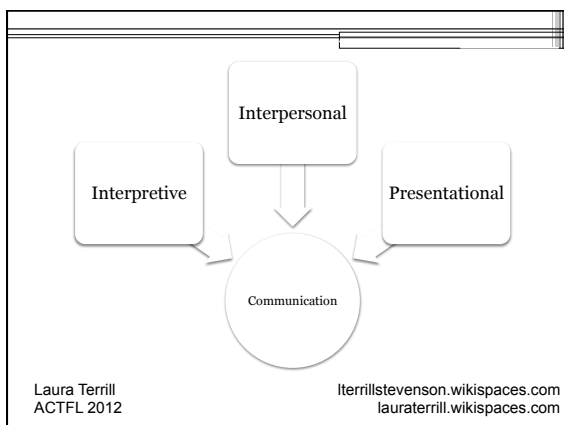 Interpersonal
Interpretive
Presentational
Communication
Laura Terrill
ACTFL 2012
lterrillstevenson.wikispaces.com
lauraterrill.wikispaces.com